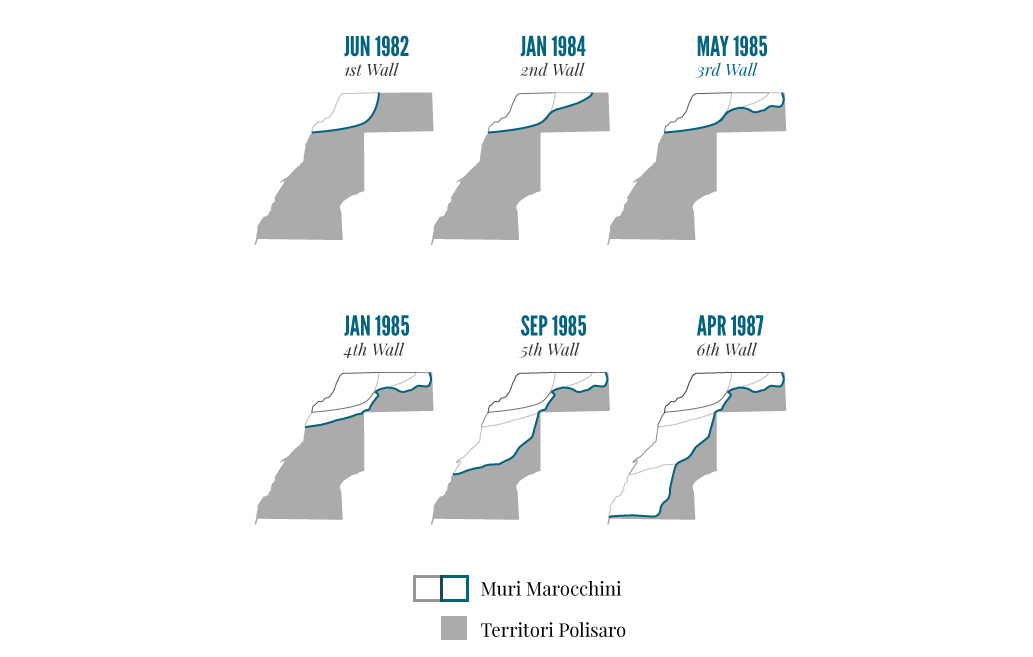 JUN 1982
1st Wall
JAN 1984
2nd Wall
MAY 1985
3rd Wall
JAN 1985
4th Wall
SEP 1985
5th Wall
APR 1987
6th Wall
Muri Marocchini
Territori Polisaro